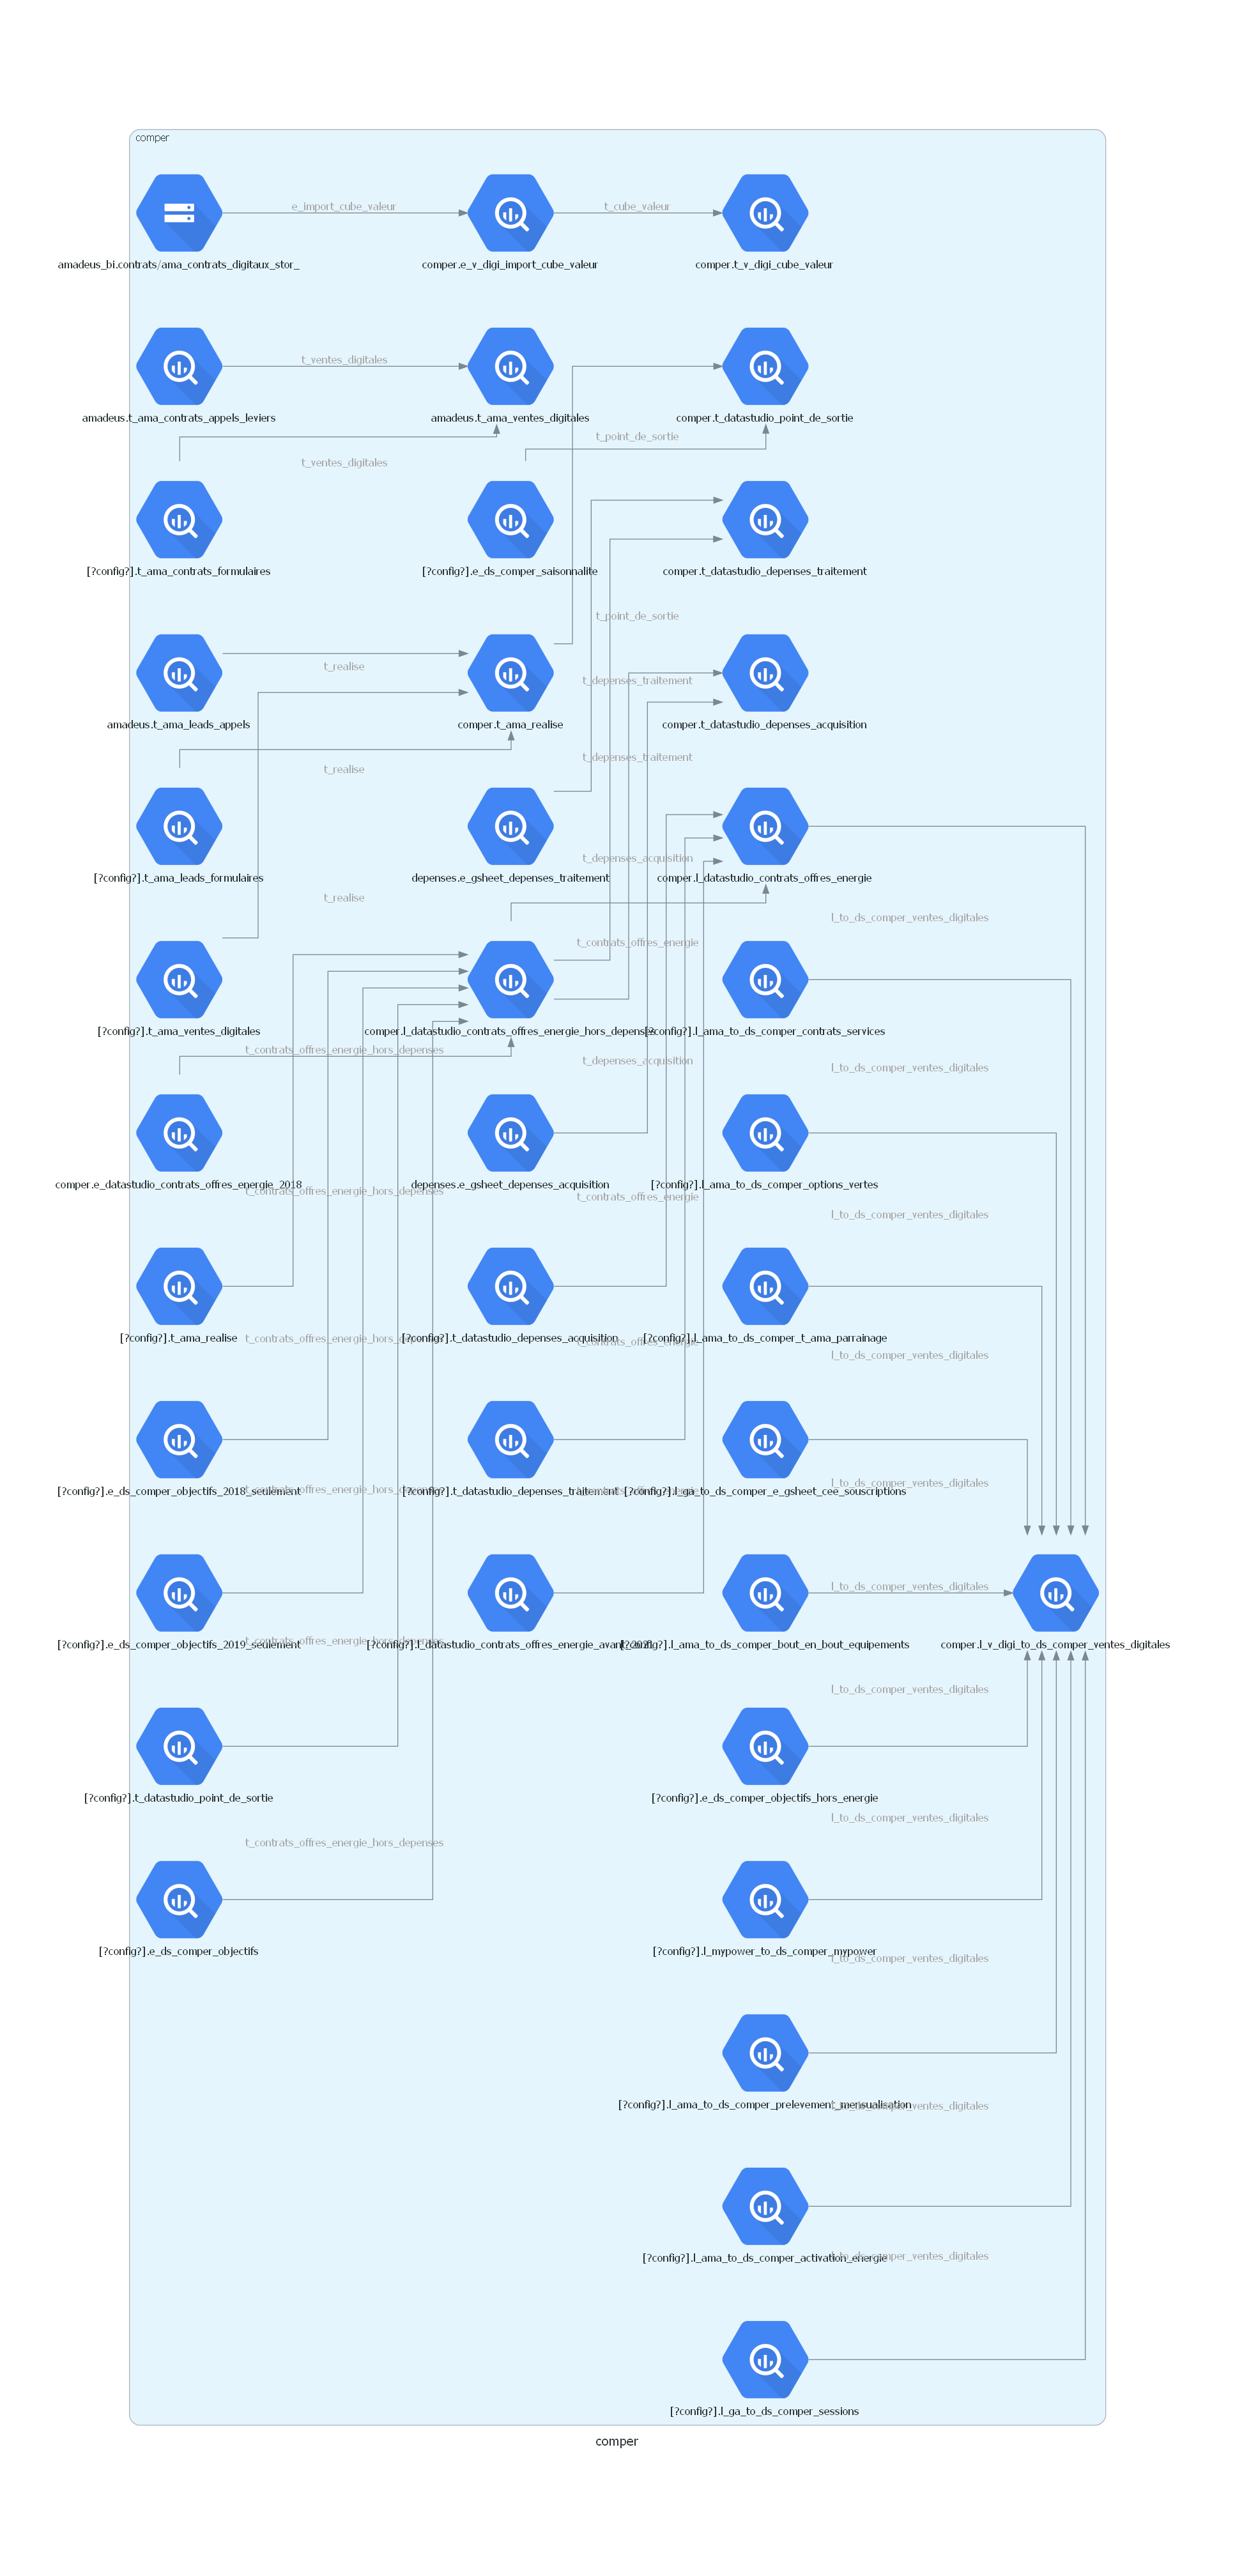 comper
e_import_cube_valeur
t_cube_valeur
amadeus_bi.contrats/ama_contrats_digitaux_stor_
comper.e_v_digi_import_cube_valeur
comper.t_v_digi_cube_valeur
t_ventes_digitales
amadeus.t_ama_contrats_appels_leviers
amadeus.t_ama_ventes_digitales
comper.t_datastudio_point_de_sortie
t_point_de_sortie
t_ventes_digitales
[?config?].t_ama_contrats_formulaires
[?config?].e_ds_comper_saisonnalite
comper.t_datastudio_depenses_traitement
t_point_de_sortie
t_realise
t_depenses_traitement
amadeus.t_ama_leads_appels
comper.t_ama_realise
comper.t_datastudio_depenses_acquisition
t_depenses_traitement
t_realise
t_depenses_acquisition
[?config?].t_ama_leads_formulaires
depenses.e_gsheet_depenses_traitement
comper.l_datastudio_contrats_offres_energie
t_realise
l_to_ds_comper_ventes_digitales
t_contrats_offres_energie
[?config?].t_ama_ventes_digitales
comper.l_datastudio_contrats_offres_energie_hors_depenses
[?config?].l_ama_to_ds_comper_contrats_services
t_contrats_offres_energie_hors_depenses
t_depenses_acquisition
l_to_ds_comper_ventes_digitales
comper.e_datastudio_contrats_offres_energie_2018
depenses.e_gsheet_depenses_acquisition
[?config?].l_ama_to_ds_comper_options_vertes
t_contrats_offres_energie_hors_depenses
t_contrats_offres_energie
l_to_ds_comper_ventes_digitales
[?config?].t_ama_realise
t_contrats_offres_energie_hors_depenses
[?config?].t_datastudio_depenses_acquisition
t_contrats_offres_energie
[?config?].l_ama_to_ds_comper_t_ama_parrainage
l_to_ds_comper_ventes_digitales
l_to_ds_comper_ventes_digitales
[?config?].e_ds_comper_objectifs_2018_seulement
t_contrats_offres_energie_hors_depenses
[?config?].t_datastudio_depenses_traitement
t_contrats_offres_energie
[?config?].l_ga_to_ds_comper_e_gsheet_cee_souscriptions
l_to_ds_comper_ventes_digitales
[?config?].e_ds_comper_objectifs_2019_seulement
t_contrats_offres_energie_hors_depenses
[?config?].l_datastudio_contrats_offres_energie_avant_2021
[?config?].l_ama_to_ds_comper_bout_en_bout_equipements
comper.l_v_digi_to_ds_comper_ventes_digitales
l_to_ds_comper_ventes_digitales
[?config?].t_datastudio_point_de_sortie
[?config?].e_ds_comper_objectifs_hors_energie
l_to_ds_comper_ventes_digitales
t_contrats_offres_energie_hors_depenses
[?config?].e_ds_comper_objectifs
[?config?].l_mypower_to_ds_comper_mypower
l_to_ds_comper_ventes_digitales
[?config?].l_ama_to_ds_comper_prelevement_mensualisation
l_to_ds_comper_ventes_digitales
[?config?].l_ama_to_ds_comper_activation_energie
l_to_ds_comper_ventes_digitales
[?config?].l_ga_to_ds_comper_sessions
comper